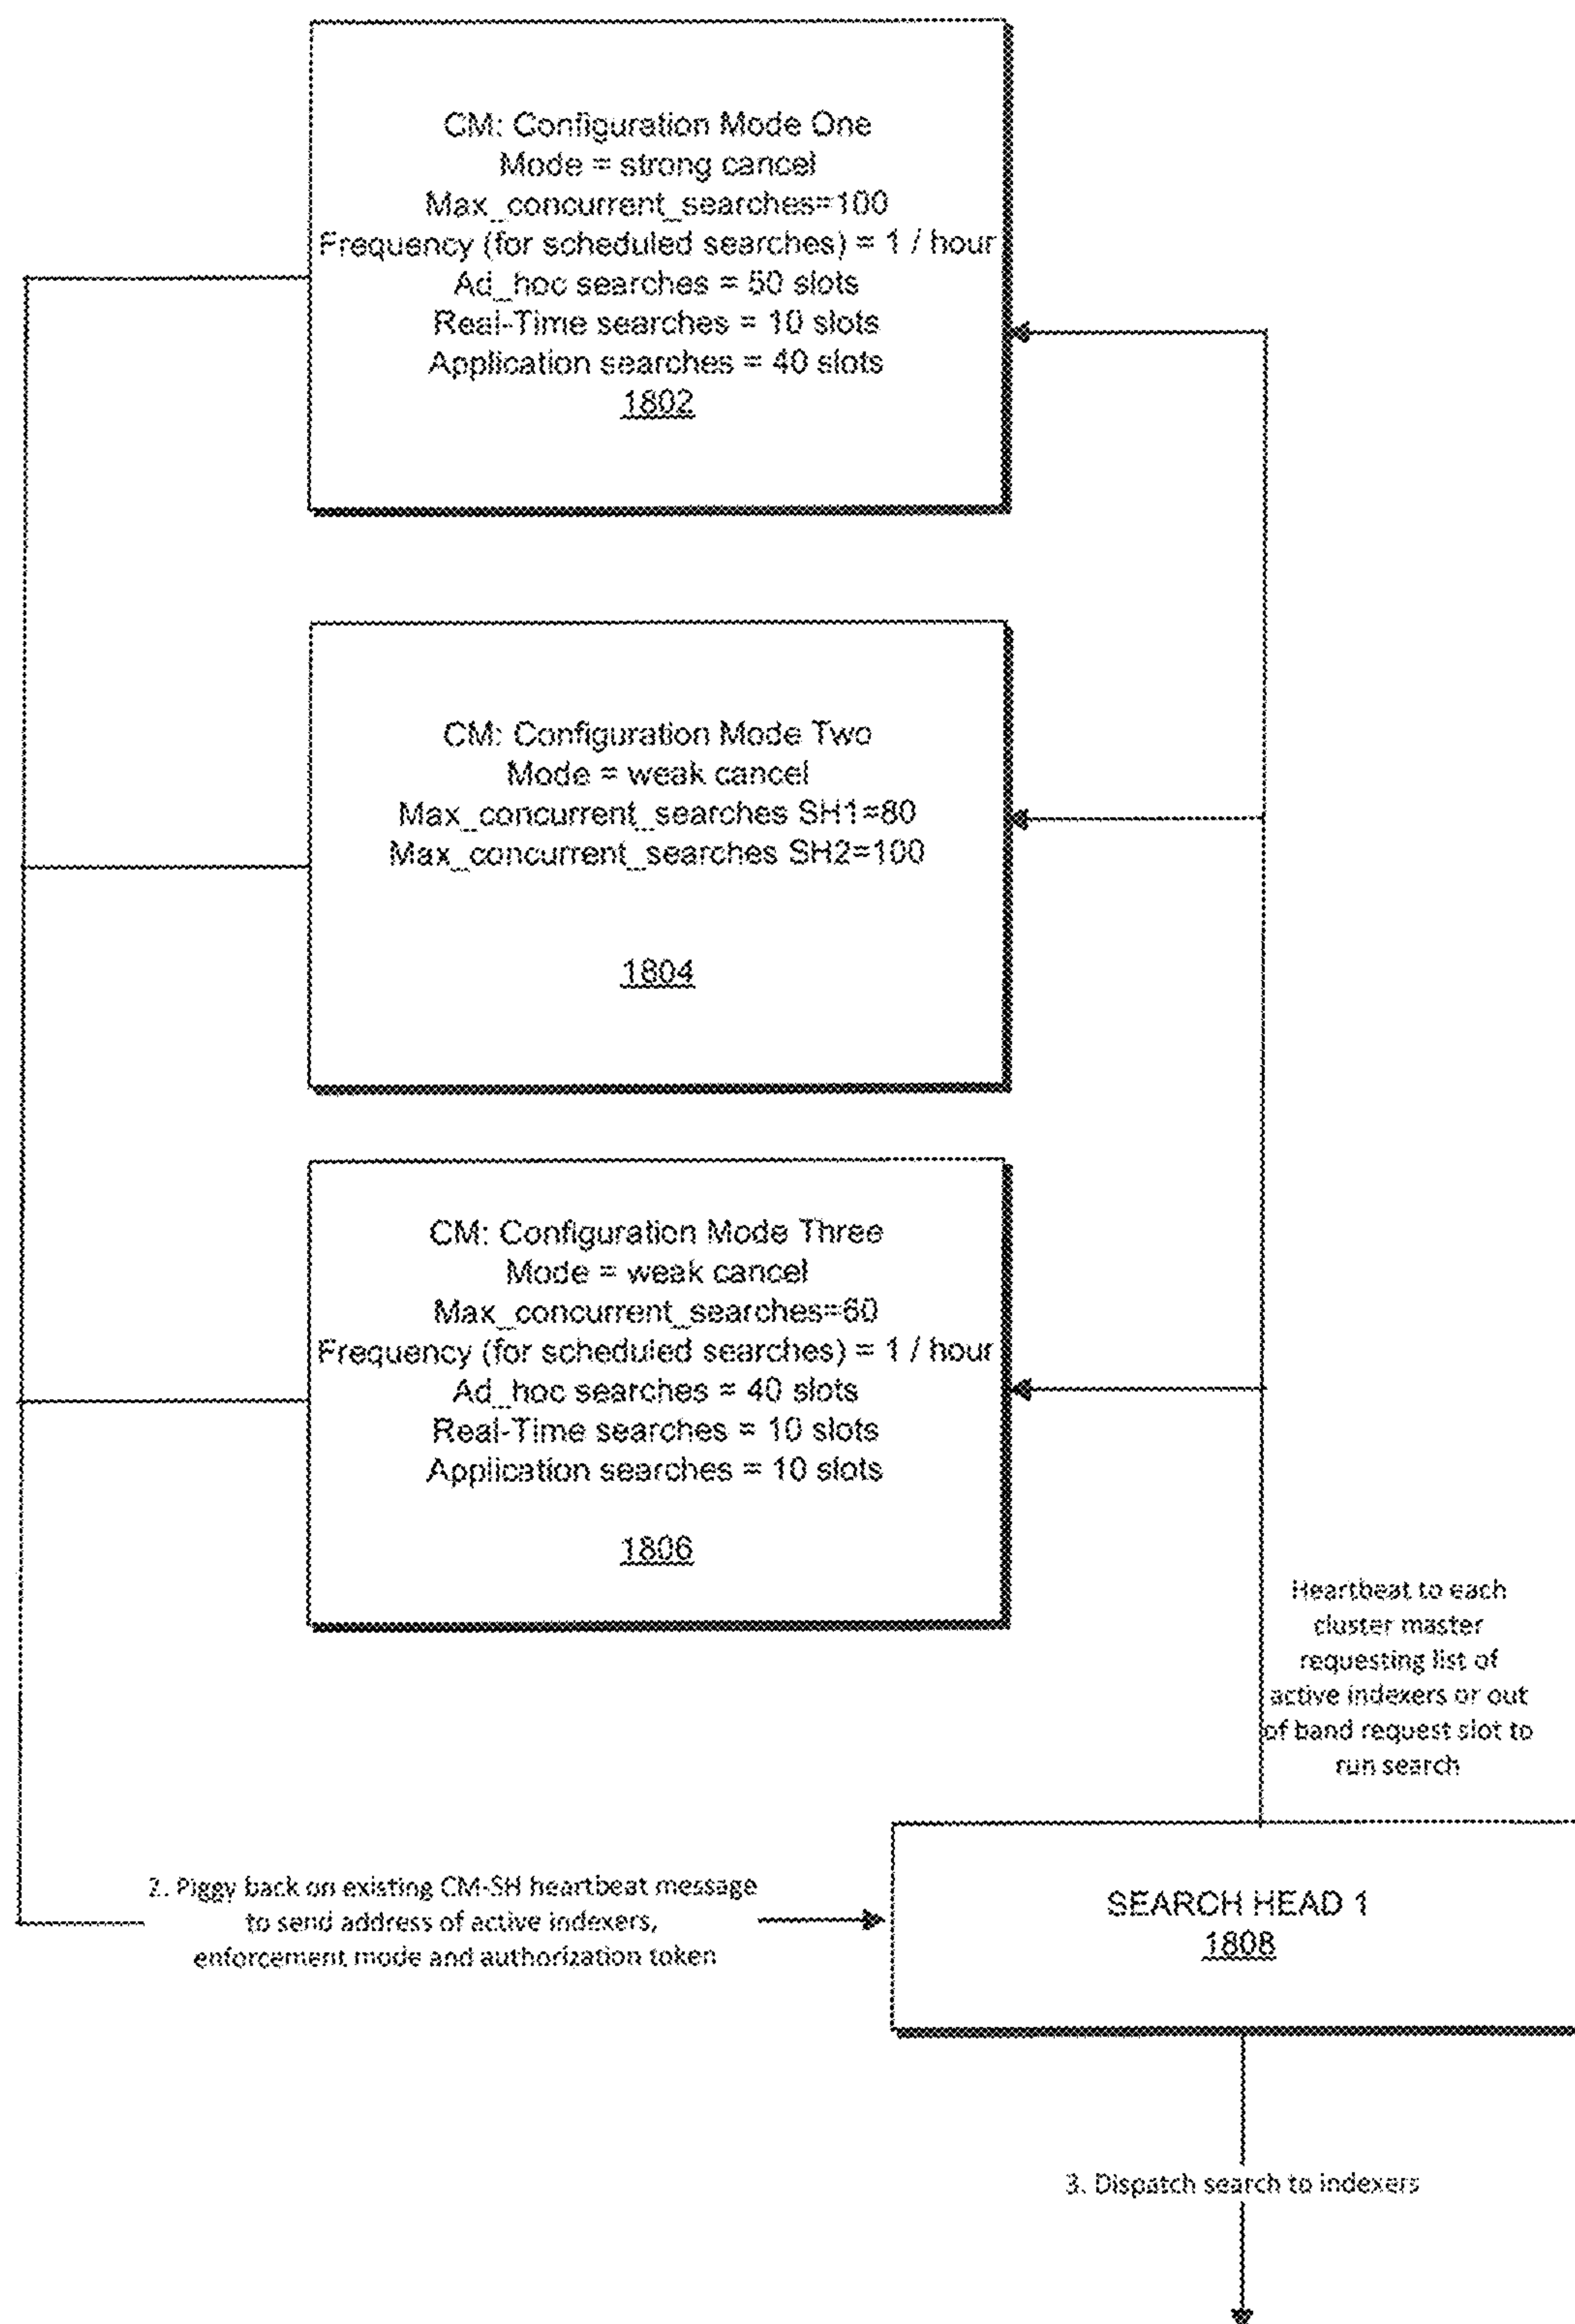 CM: Configuration Mode One
Mode = strong cancel
Max_concurrent_searches=100
Frequency (for scheduled searches) = 1 / hour
Ad_hoc searches = 50 slots
Real-Time searches = 10 slots
Application searches = 40 slots
1802
CM: Configuration Mode Two
Mode = weak cancel
Max_concurrent_searches SH1=80
Max_concurrent_searches SH2=100
1804
CM: Configuration Mode Three
Mode = weak cancel
Max_concurrent_searches=60
Frequency (for scheduled searches) = 1 / hour
Ad_hoc searches = 40 slots
Real-Time searches = 10 slots
Application searches = 10 slots
1806
Heartbeat to each
cluster master
requesting list of
active indexers or out
of band request slot to
run search
2. Piggy back on existing CM-SH heartbeat message
to send address of active indexers,
enforcement mode and authorization token
SEARCH HEAD 1
1808
3. Dispatch search to indexers